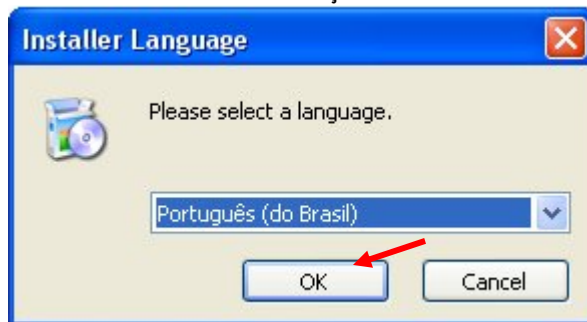 Installer Language
Please select a language.
Português (do Brasil)
OK
Cancel